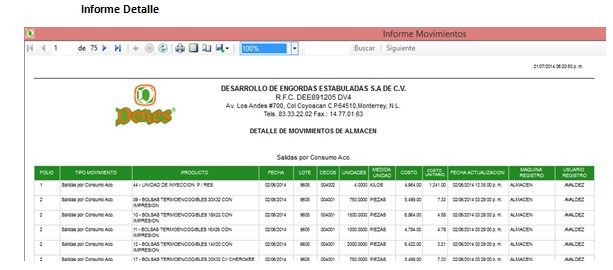 Informe Detalle
Informe Movimientos
1 de 75 100% Buscar | Siguiente
21/07/2014 06:20:50 p. m.
Denes
DESARROLLO DE ENGORDAS ESTABULADAS S.A DE C.V.
R.F.C. DEE891205 DV4
Av. Los Andes #700, Col Coyoacan C.P.64510,Monterrey, N.L.
Tels. 83.33.22.02 Fax.: 14.77.01.63
DETALLE DE MOVIMIENTOS DE ALMACEN
Salidas por Consumo Aco.
FOLIO TIPO MOVIMIENTO PRODUCTO FECHA LOTE CECOS UNIDADES MEDIDA UNIDAD COSTO COSTO UNITARIO FECHA ACTUALIZACION MAQUINA REGISTRO USUARIO REGISTRO
1 Salidas por Consumo Aco. 44 - UNIDAD DE INYECCION P / RES 02/06/2014 9605 004002 4.0000 KILOS 4,964.00 1,241.00 02/06/2014 12:38:00 p. m. ALMACEN AVALDEZ
2 Salidas por Consumo Aco. 09 - BOLSAS TERMOENCOGIBLES 20X32 CON IMPRESION 02/06/2014 9605 004001 750.0000 PIEZAS 5,499.00 7.33 02/06/2014 03:29:00 p. m. ALMACEN AVALDEZ
2 Salidas por Consumo Aco. 10 - BOLSAS TERMOENCOGIBLES 16X28 CON IMPRESION 02/06/2014 9605 004001 1500.0000 PIEZAS 6,864.00 4.58 02/06/2014 03:29:00 p. m. ALMACEN AVALDEZ
2 Salidas por Consumo Aco. 11 - BOLSAS TERMOENCOGIBLES 18X25 CON IMPRESION 02/06/2014 9605 004001 1000.0000 PIEZAS 4,784.00 4.78 02/06/2014 03:29:00 p. m. ALMACEN AVALDEZ
2 Salidas por Consumo Aco. 12 - BOLSAS TERMOENCOGIBLES 14X20 CON IMPRESION 02/06/2014 9605 004001 2000.0000 PIEZAS 6,422.00 3.21 02/06/2014 03:29:00 p. m. ALMACEN AVALDEZ
2 Salidas por Consumo Aco. 17 - BOLSAS TERMOENCOGIBLES 20X32 C/I CHEROKEE 02/06/2014 9605 004001 750.0000 PIEZAS 5,499.00 7.33 02/06/2014 03:29:00 p. m. ALMACEN AVALDEZ